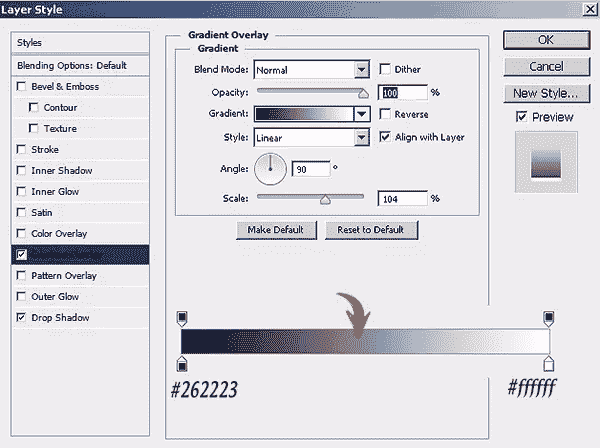 Layer Style
Styles
Blending Options: Default
Bevel & Emboss
Contour
Texture
Stroke
Inner Shadow
Inner Glow
Satin
Color Overlay
Pattern Overlay
Outer Glow
Drop Shadow
Gradient Overlay
Gradient
Blend Mode: Normal Dither
Opacity: 100 %
Gradient: Reverse
Style: Linear Align with Layer
Angle: 90 °
Scale: 104 %
Make Default Reset to Default
OK
Cancel
New Style...
Preview
#262223 #ffffff